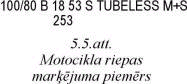 100/80 B 18 53 S TUBELESS M+S
253
5.5.att.
Motocikla riepas
marķējuma piemērs